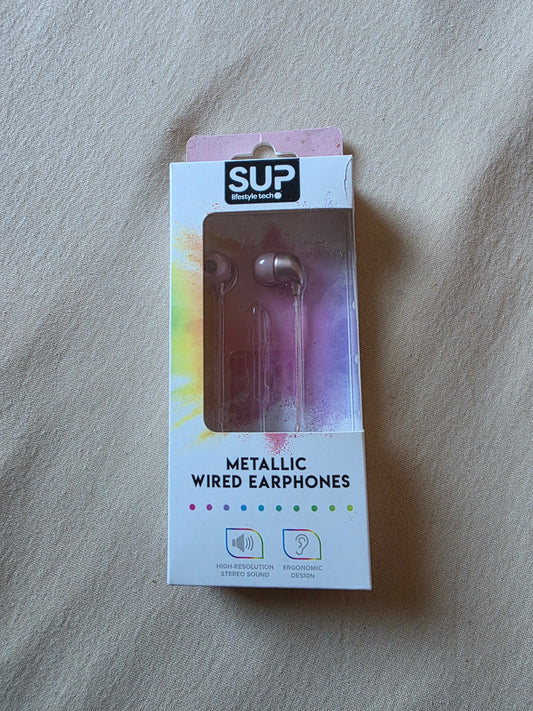 SUP
lifestyle tech
METALLIC
WIRED EARPHONES
HIGH-RESOLUTION
STEREO SOUND
ERGONOMIC
DESIGN